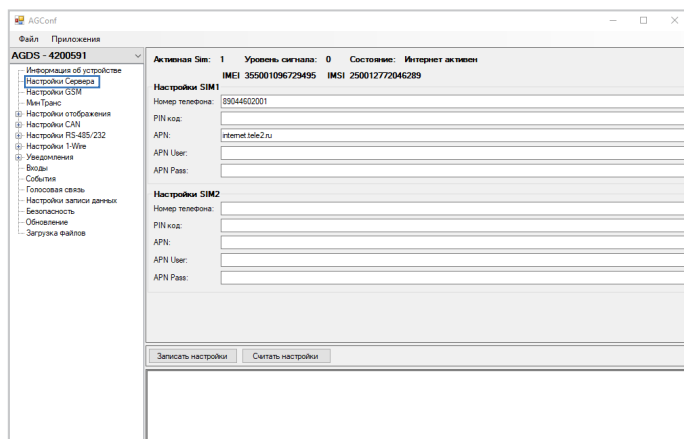 AGConf
Файл Приложения
AGDS - 4200591
Информация об устройстве
Настройки Сервера
Настройки GSM
МинТранс
Настройки отображения
Настройки CAN
Настройки RS-485/232
Настройки 1-Wire
Уведомления
Входы
События
Голосовая связь
Настройки записи данных
Безопасность
Обновление
Загрузка файлов
Активная Sim: 1 Уровень сигнала: 0 Состояние: Интернет активен
IMEI 355001096729495 IMSI 250012772046289
Настройки SIM1
Номер телефона: 89044602001
PIN код:
APN: internet.tele2.ru
APN User:
APN Pass:
Настройки SIM2
Номер телефона:
PIN код:
APN:
APN User:
APN Pass:
Записать настройки Считать настройки